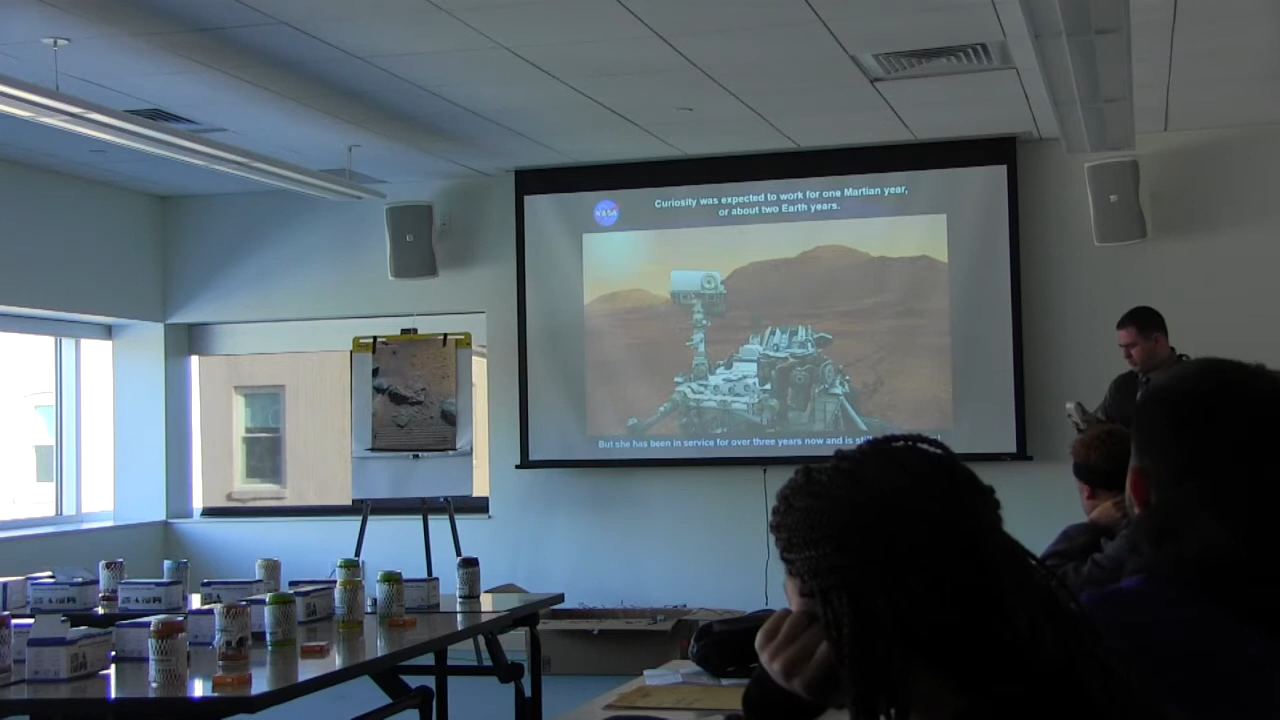 Curiosity was expected to work for one Martian year,
or about two Earth years.
NASA
But she has been in service for over three years now and is still